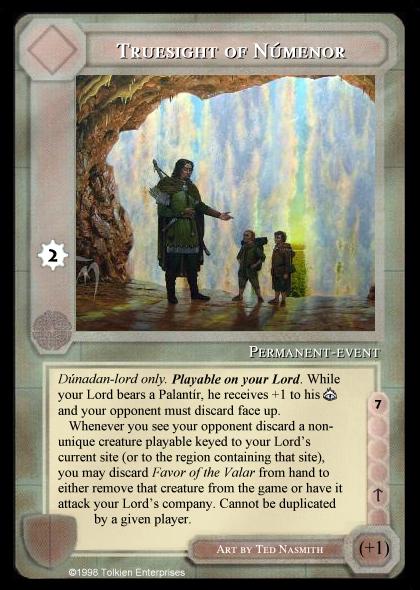 TRUESIGHT OF NÚMENOR
2
PERMANENT-EVENT
Dúnadan-lord only. Playable on your Lord. While
your Lord bears a Palantír, he receives +1 to his
and your opponent must discard face up.
Whenever you see your opponent discard a non-
unique creature playable keyed to your Lord's
current site (or to the region containing that site),
you may discard Favor of the Valar from hand to
either remove that creature from the game or have it
attack your Lord's company. Cannot be duplicated
by a given player.
7
ART BY TED NASMITH
(+1)
©1998 Tolkien Enterprises